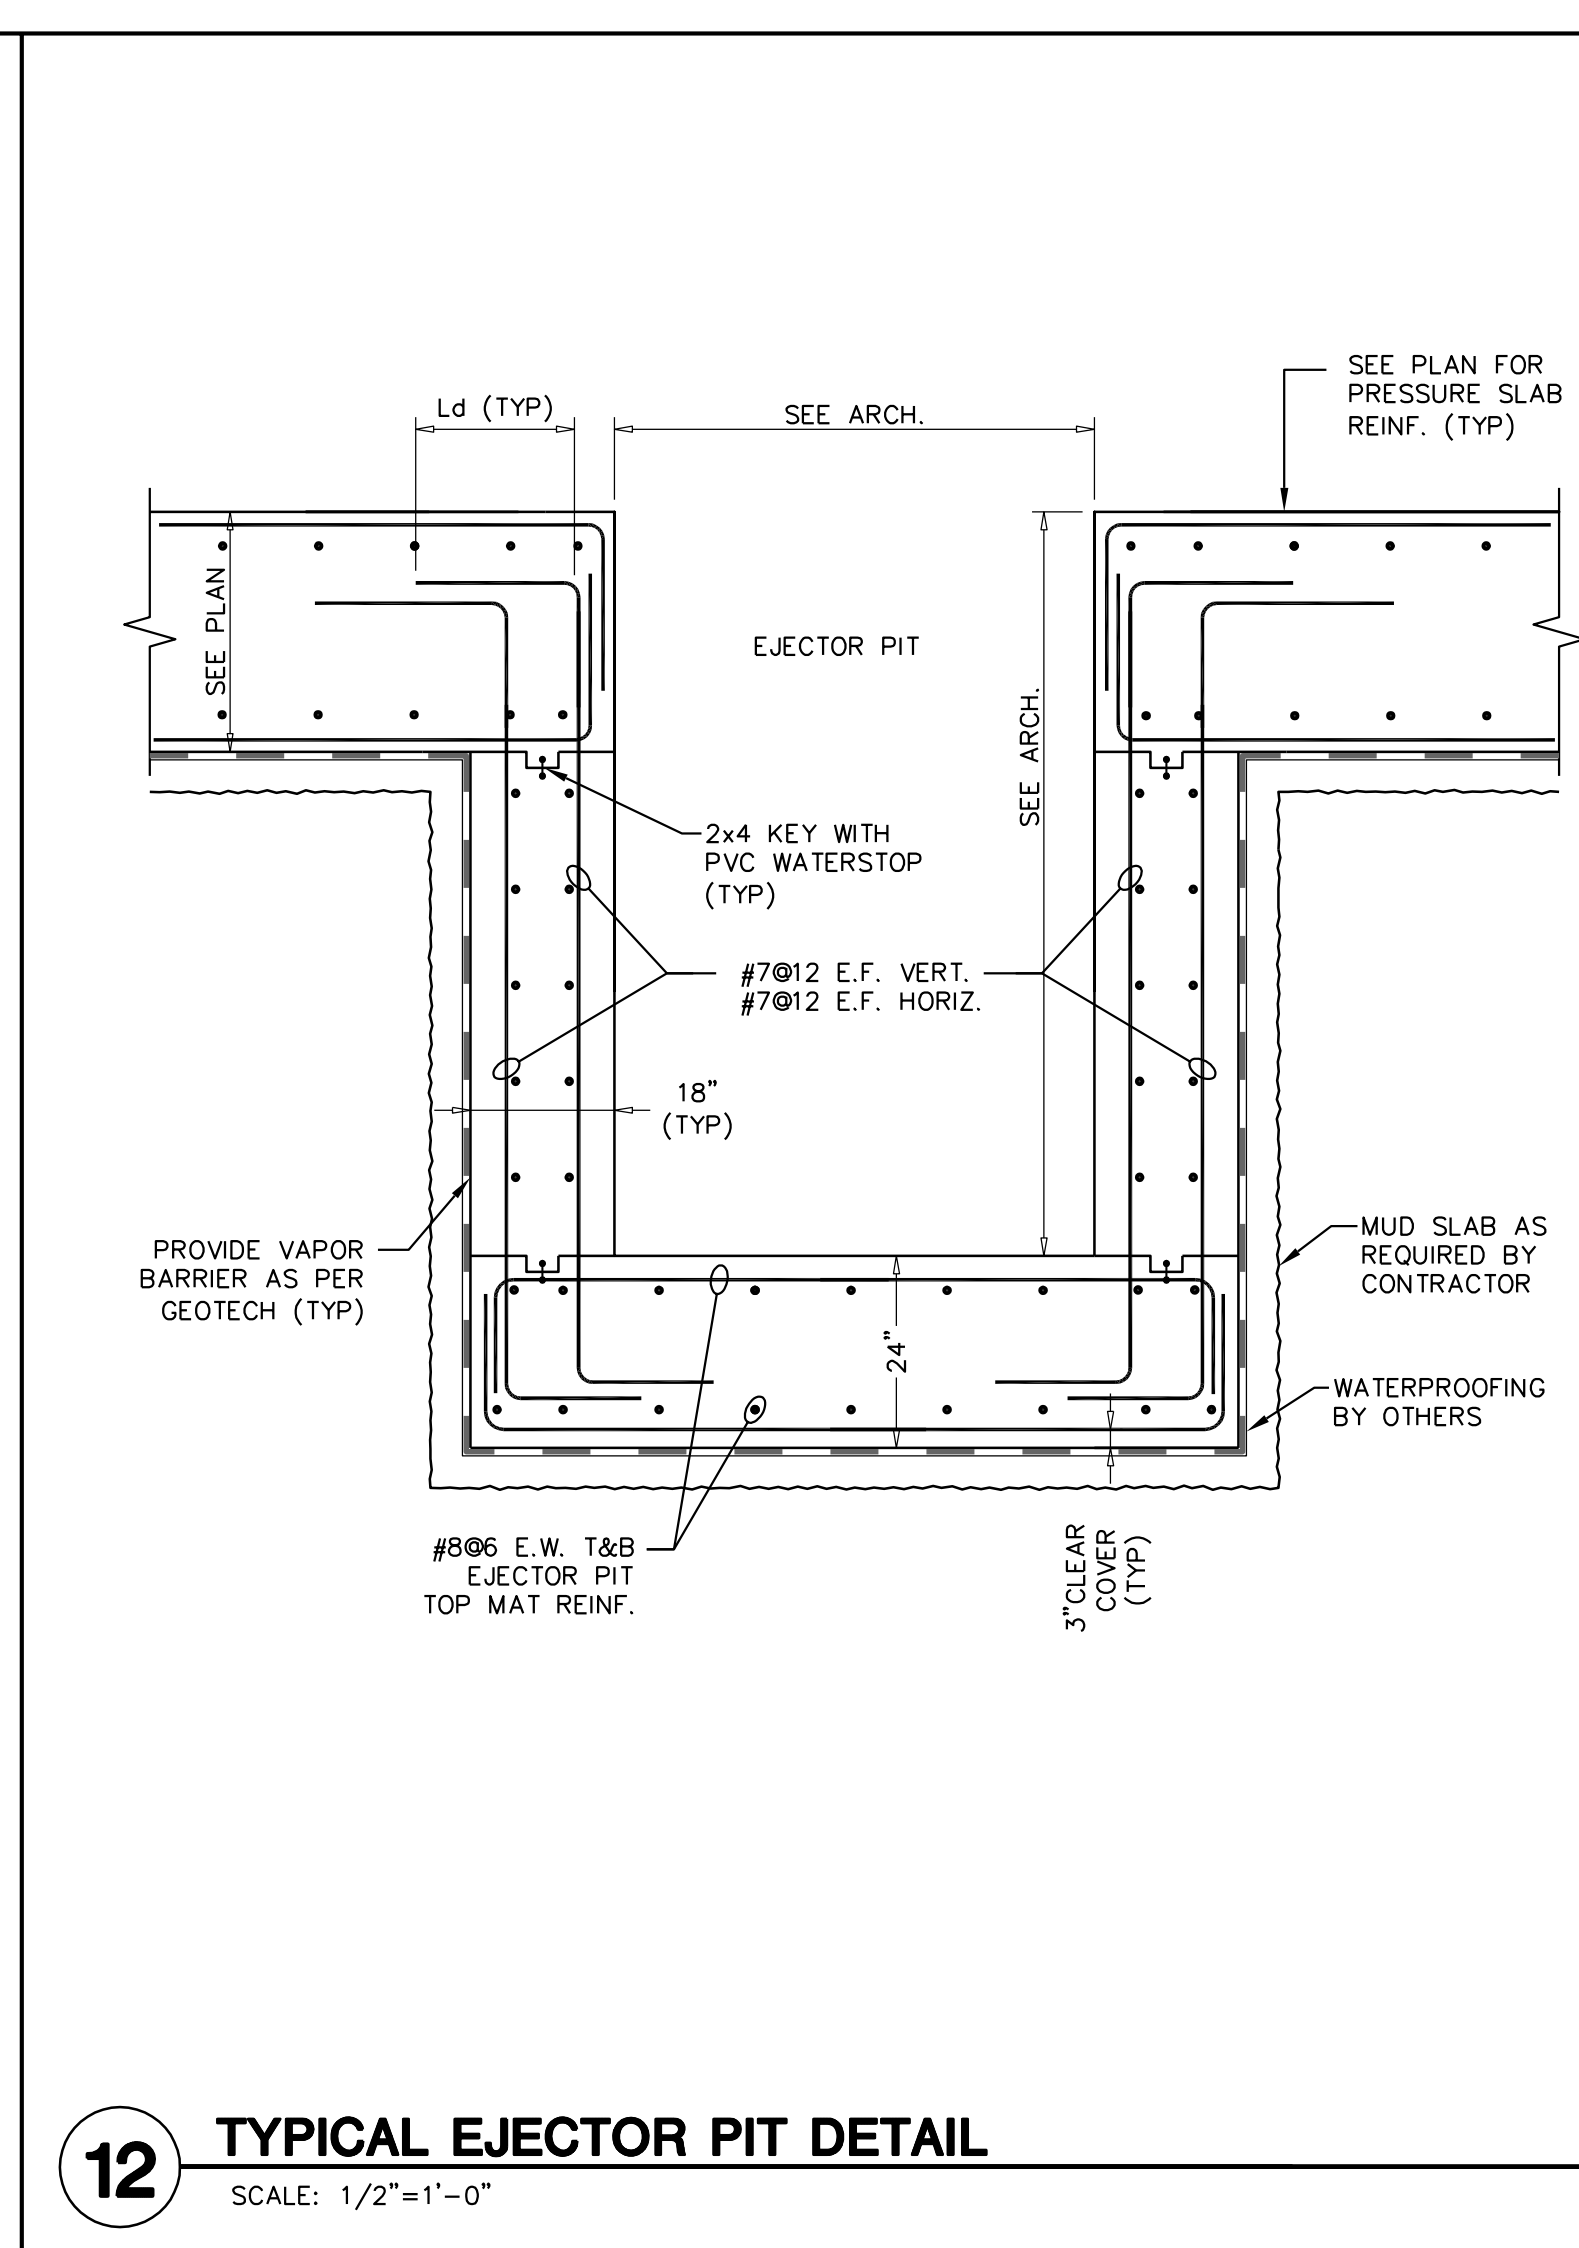 SEE PLAN FOR
PRESSURE SLAB
REINF. (TYP)
Ld (TYP)
SEE ARCH.
SEE PLAN
EJECTOR PIT
SEE ARCH.
2x4 KEY WITH
PVC WATERSTOP
(TYP)
#7@12 E.F. VERT.
#7@12 E.F. HORIZ.
18"
(TYP)
PROVIDE VAPOR
BARRIER AS PER
GEOTECH (TYP)
MUD SLAB AS
REQUIRED BY
CONTRACTOR
24"
WATERPROOFING
BY OTHERS
#8@6 E.W. T&B
EJECTOR PIT
TOP MAT REINF.
3"CLEAR
COVER
(TYP)
12
TYPICAL EJECTOR PIT DETAIL
SCALE: 1/2"=1'-0"